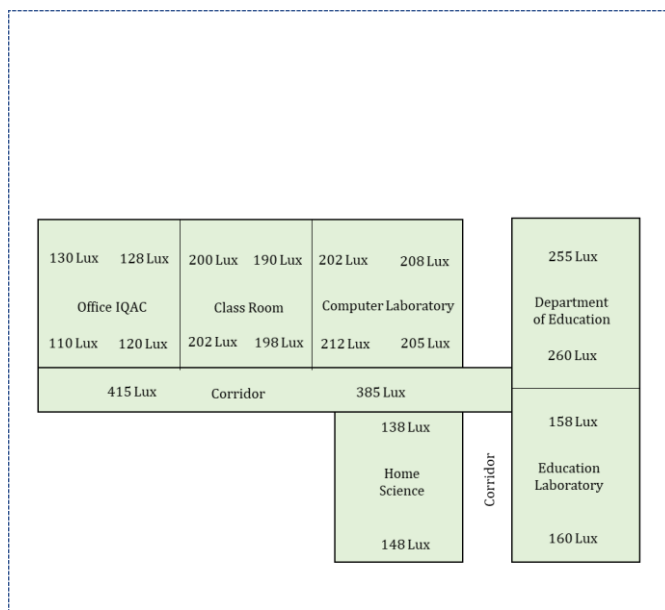 130 Lux 128 Lux 200 Lux 190 Lux 202 Lux 208 Lux 255 Lux
Office IQAC Class Room Computer Laboratory Department
of Education
110 Lux 120 Lux 202 Lux 198 Lux 212 Lux 205 Lux 260 Lux
415 Lux Corridor 385 Lux
138 Lux 158 Lux
Home
Science
Corridor
Education
Laboratory
148 Lux 160 Lux